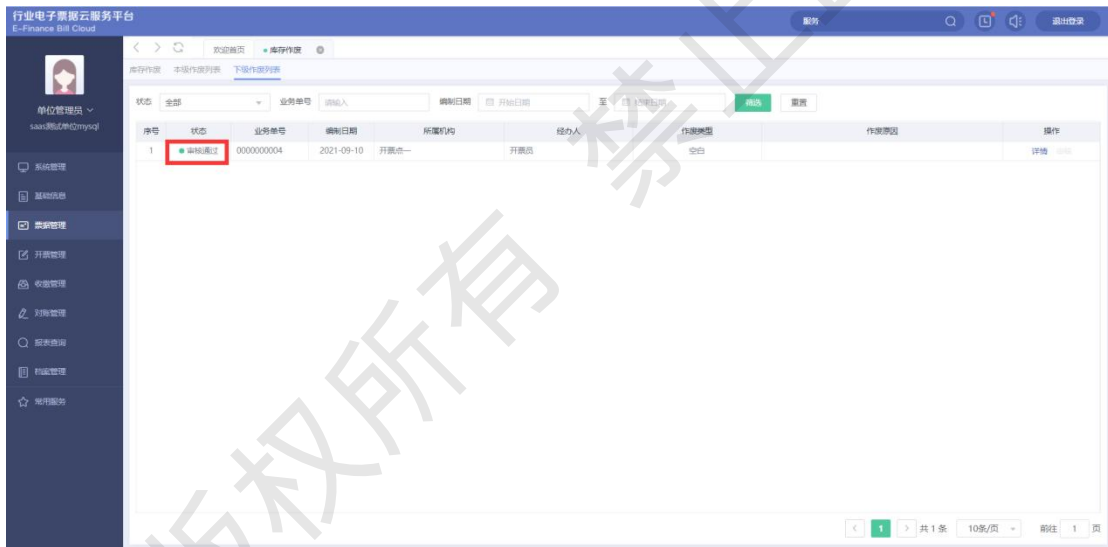 行业电子票据云服务平台
E-Finance Bill Cloud
服务
退出登录
欢迎首页 库存作废
库存作废 本级作废列表 下级作废列表
单位管理员
saas测试单位mysql
状态 全部 业务单号 请输入 编制日期 开始日期 至 结束日期 筛选 重置
序号 状态 业务单号 编制日期 所属机构 经办人 作废类型 作废原因 操作
1 审核通过 0000000004 2021-09-10 开票点一 开票员 空白 详情
系统管理
基础信息
票据管理
开票管理
收缴管理
对账管理
报表查询
档案管理
常用服务
1 共 1 条 10条/页 前往 1 页
版权所有 禁止